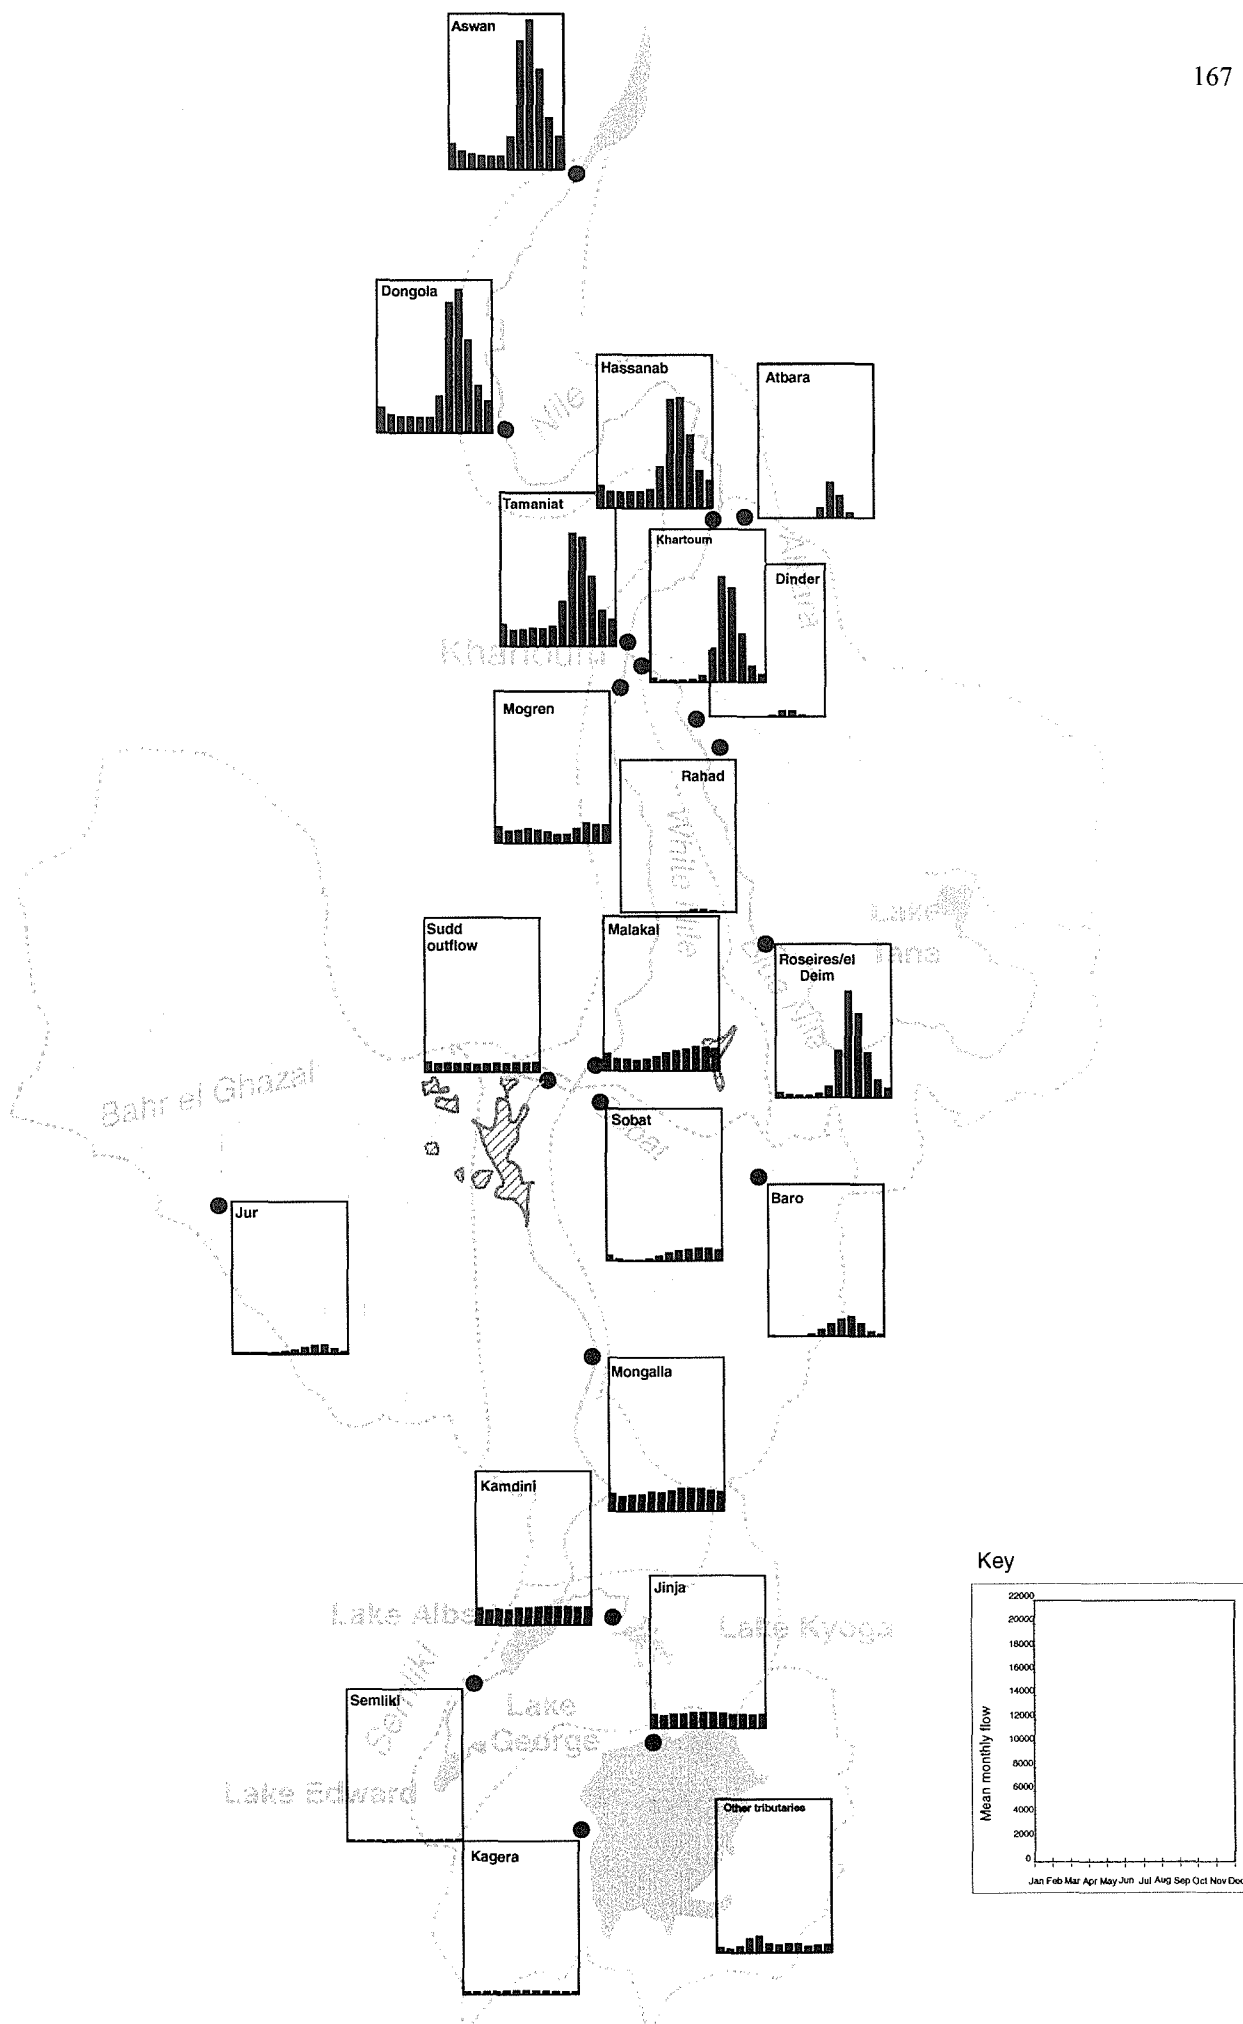 Aswan
167
Dongola
Nile
Hassanab
Atbara
Tamaniat
Khartoum
Atbara
Dinder
Khartoum
Mogren
Rahad
White Nile
Lake
Tana
Sudd
outflow
Malakal
Roseires/el
Deim
Blue Nile
Bahr el Ghazal
Sobat
Sobat
Baro
Jur
Mongalla
Kamdini
Key
Jinja
Lake Albe
Lake Kyoga
Semliki
Semliki
Lake
George
Lake Edward
Other tributaries
Kagera
Mean monthly flow
22000
20000
18000
16000
14000
12000
10000
8000
6000
4000
2000
0
Jan Feb Mar Apr May Jun Jul Aug Sep Oct Nov Dec